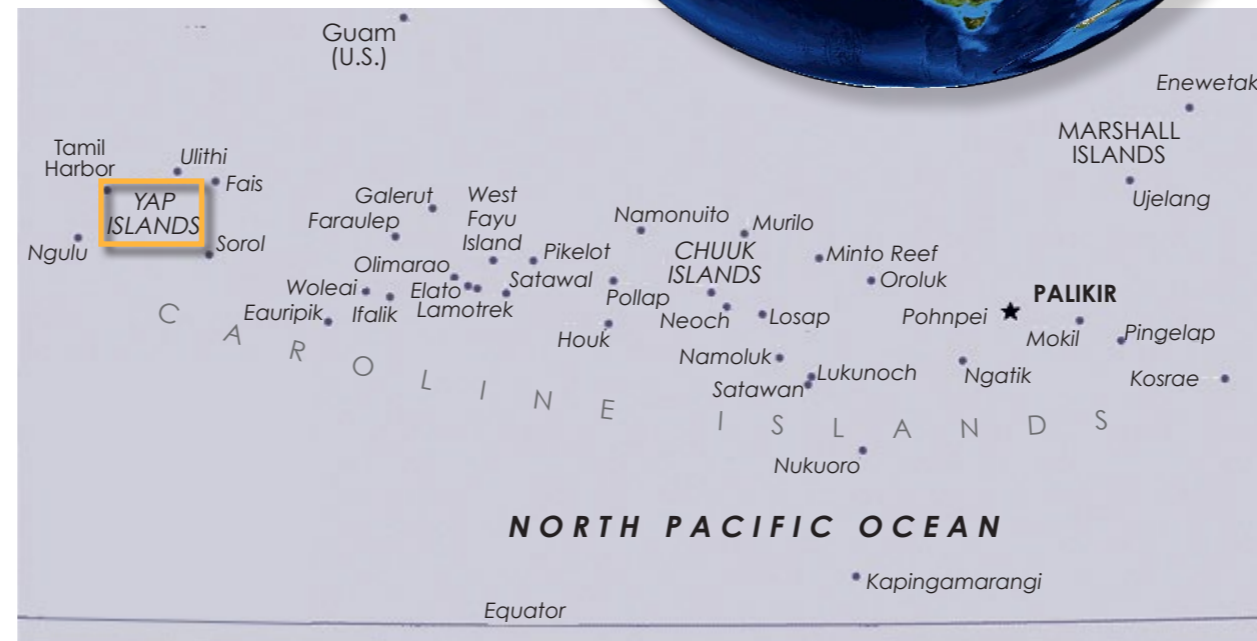 Guam
(U.S.)
Enewetak
MARSHALL
ISLANDS
Ujelang
Tamil
Harbor
Ulithi
Fais
YAP
ISLANDS
Ngulu
Sorol
Galerut
Faraulep
West
Fayu
Island
Pikelot
Namonuito
Murilo
CHUUK
ISLANDS
Minto Reef
Oroluk
Olimarao
Woleai
Elato
Satawal
Eauripik
Ifalik
Lamotrek
Pollap
Houk
Neoch
Losap
Pohnpei
PALIKIR
Mokil
Pingelap
Namoluk
Lukunoch
Satawan
Ngatik
Kosrae
CAROLINE ISLANDS
Nukuoro
NORTH PACIFIC OCEAN
Kapingamarangi
Equator